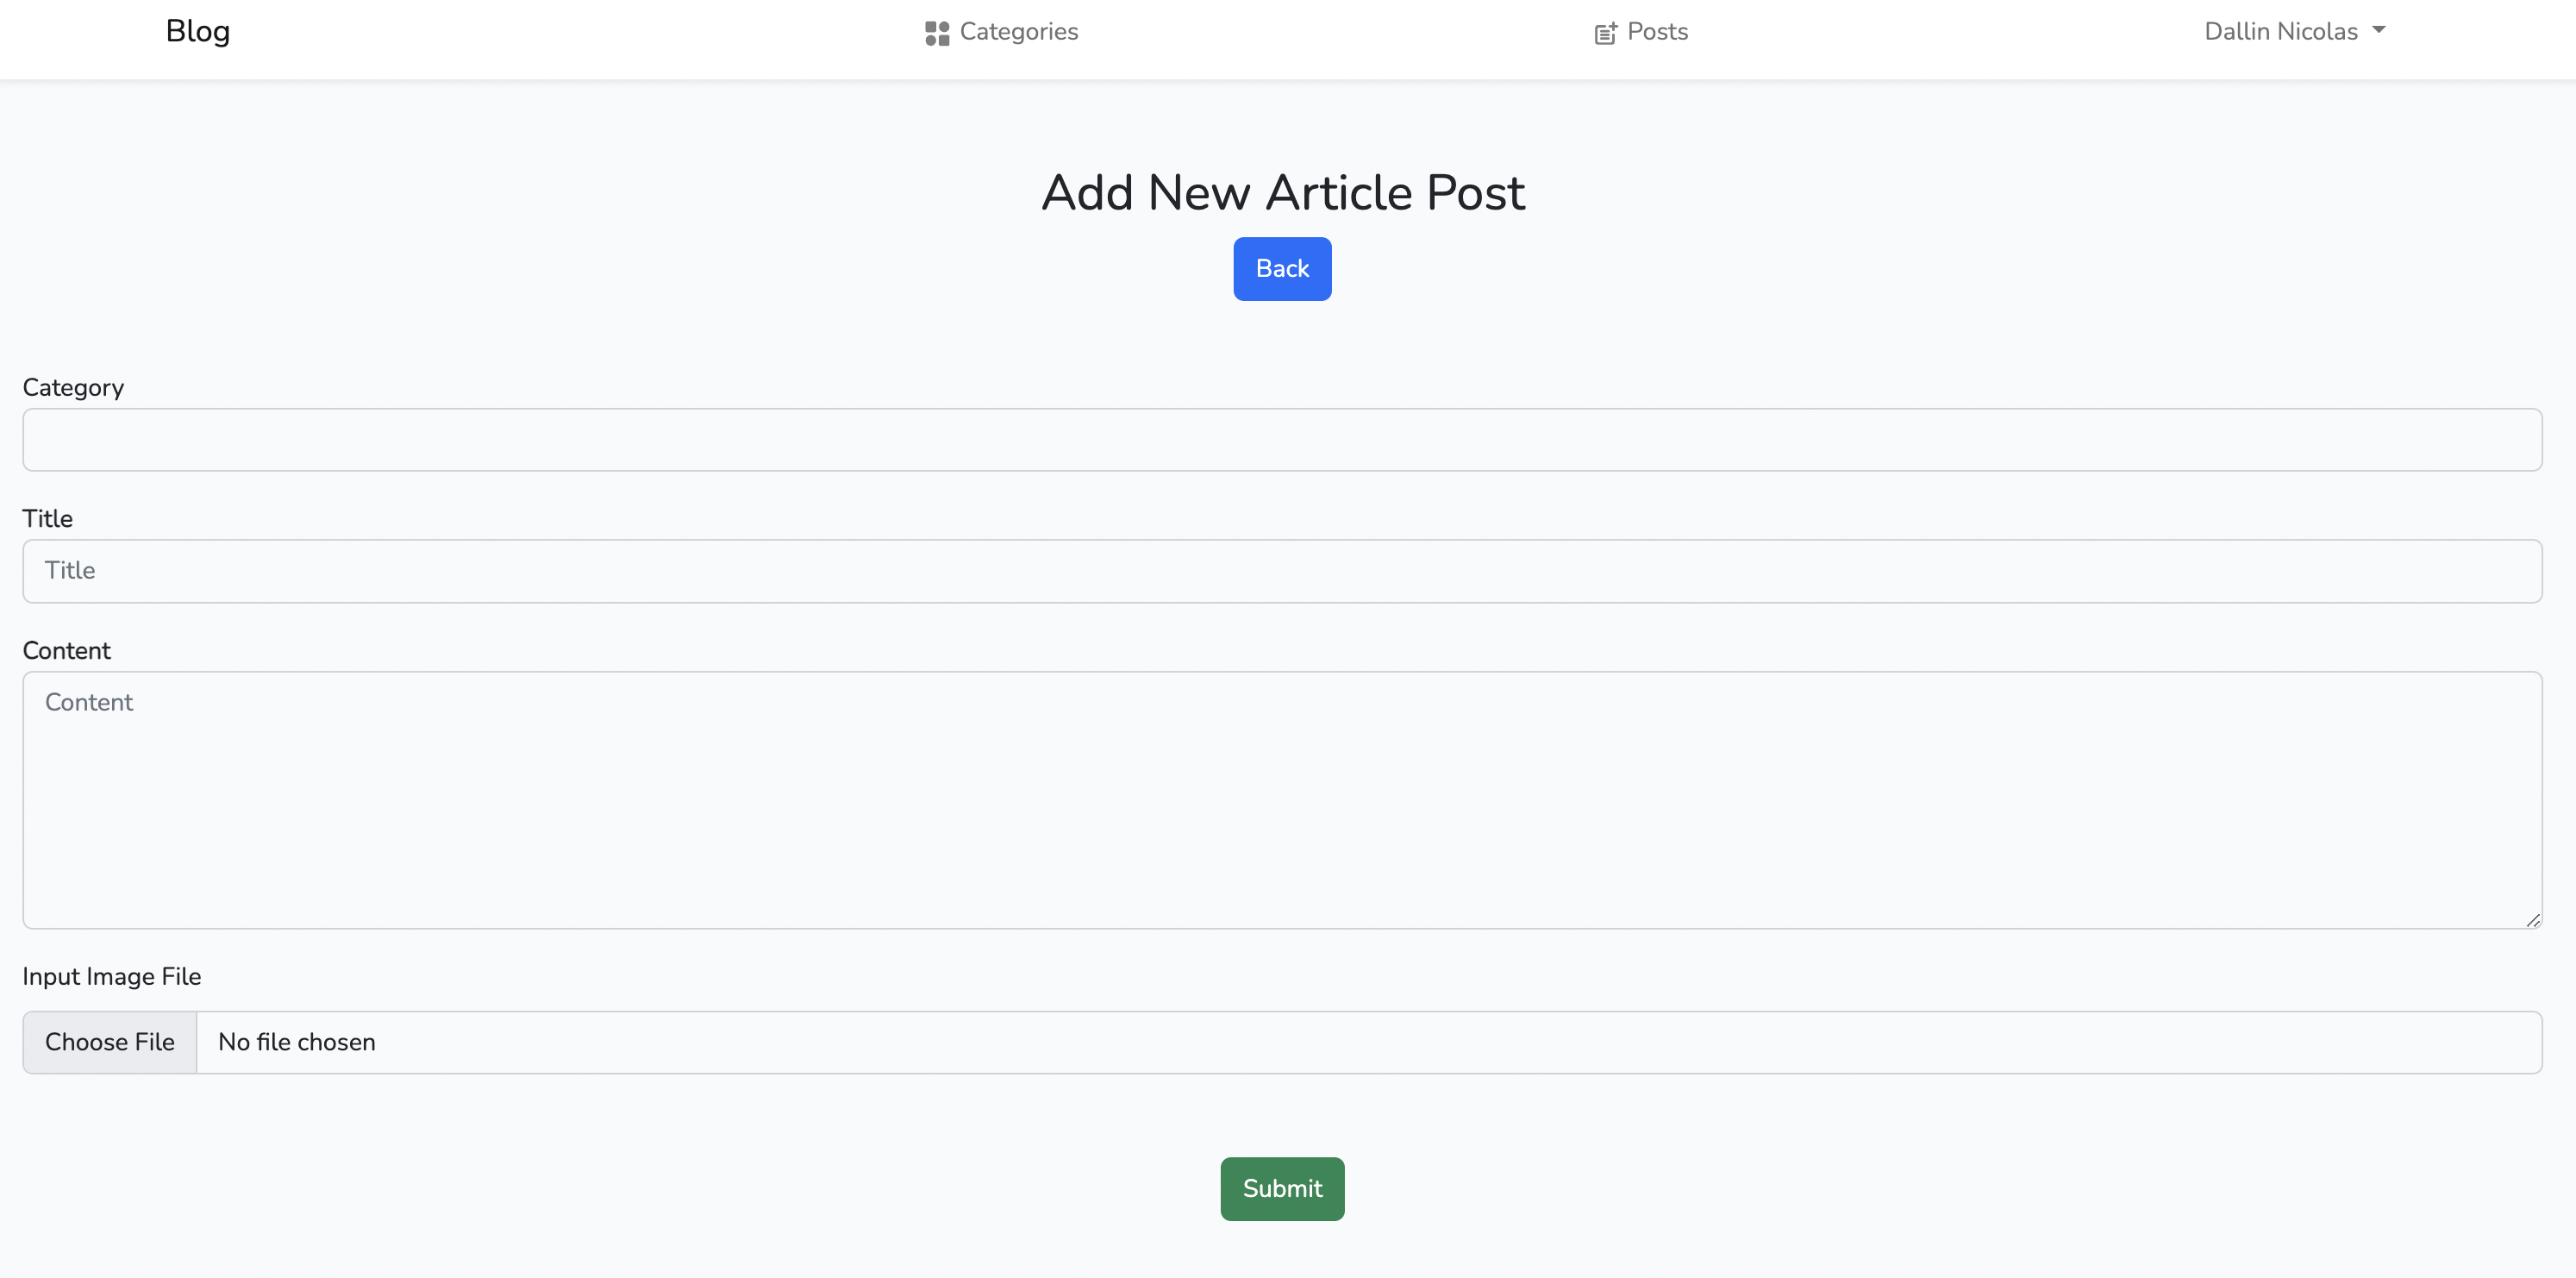 Blog Categories Posts Dallin Nicolas
Add New Article Post
Back
Category
Title
Title
Content
Content
Input Image File
Choose File No file chosen
Submit